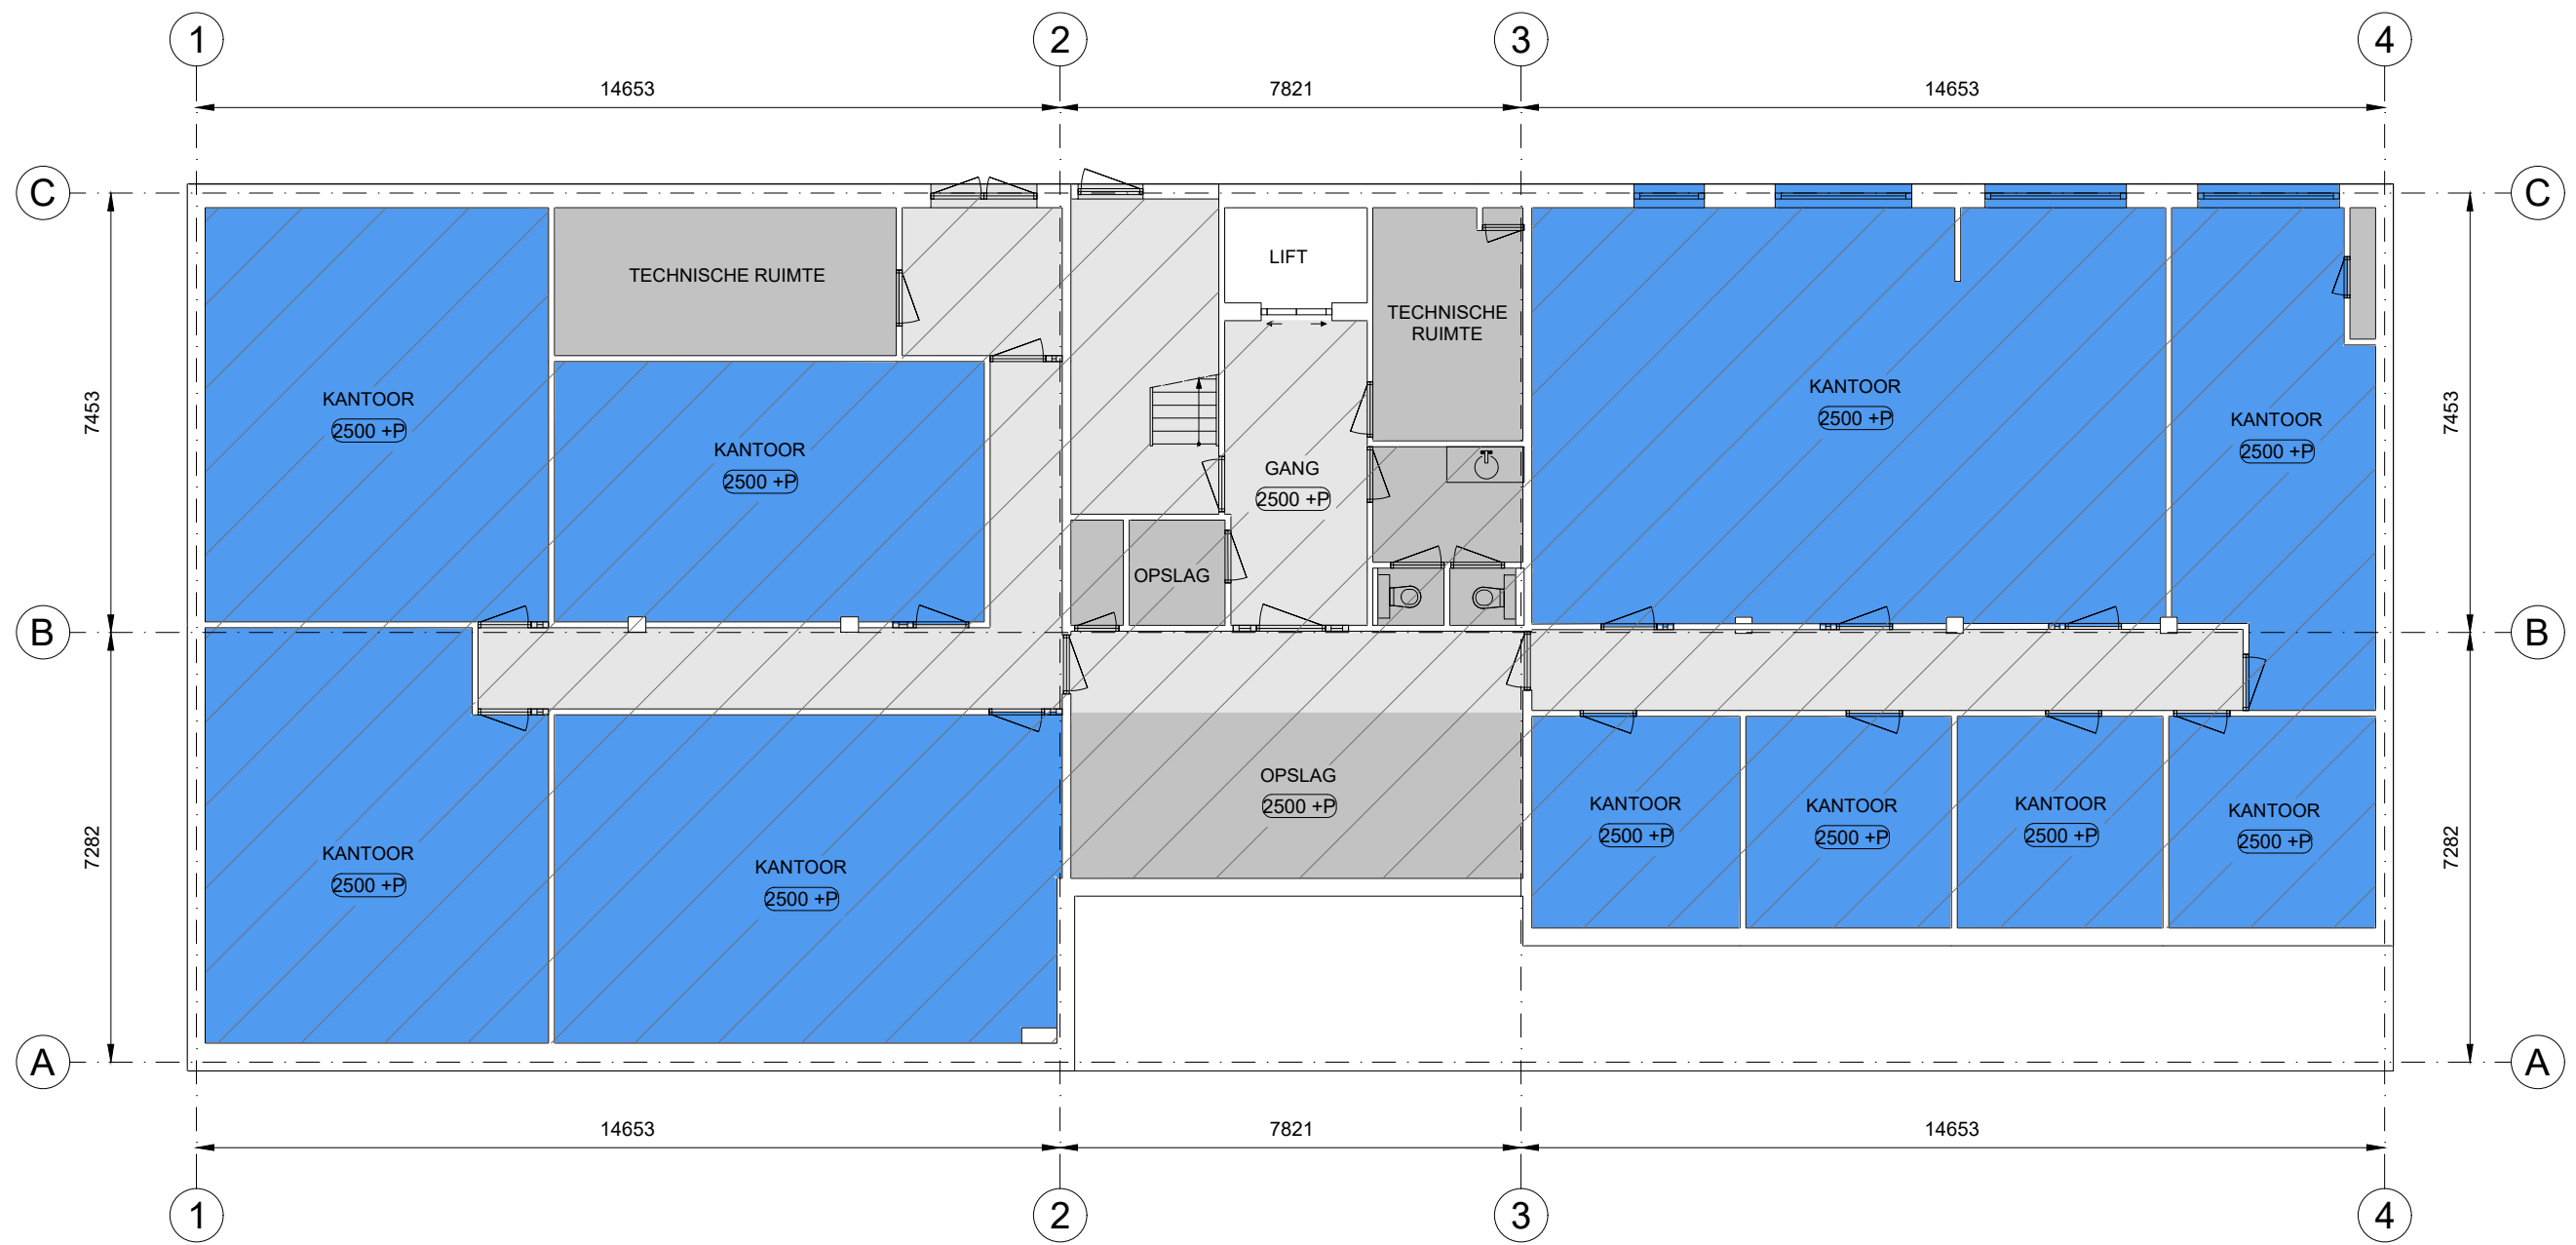 1
2
3
4
14653
7821
14653
C
C
TECHNISCHE RUIMTE
LIFT
TECHNISCHE
RUIMTE
7453
KANTOOR
2500 +P
KANTOOR
2500 +P
GANG
2500 +P
KANTOOR
2500 +P
KANTOOR
2500 +P
7453
OPSLAG
B
B
7282
KANTOOR
2500 +P
KANTOOR
2500 +P
OPSLAG
2500 +P
KANTOOR
2500 +P
KANTOOR
2500 +P
KANTOOR
2500 +P
KANTOOR
2500 +P
7282
A
A
14653
7821
14653
1
2
3
4